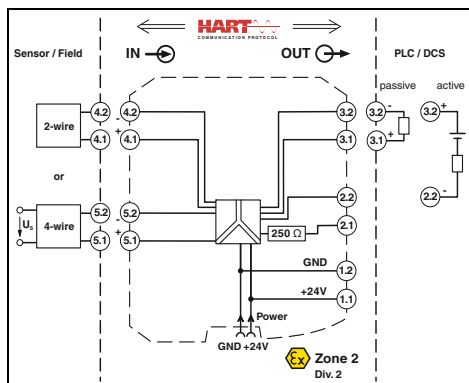 HART
COMMUNICATION PROTOCOL
Sensor / Field
IN
OUT
PLC / DCS
passive
active
2-wire
4.2
4.1
-
+
4.2
4.1
3.2
3.1
3.2
-
3.1
+
3.2
+
2.2
-
or
Us
4-wire
5.2
5.1
-
+
5.2
5.1
2.2
250 Ω
2.1
GND
1.2
+24V
1.1
Power
GND +24V
Ex
Zone 2
Div. 2